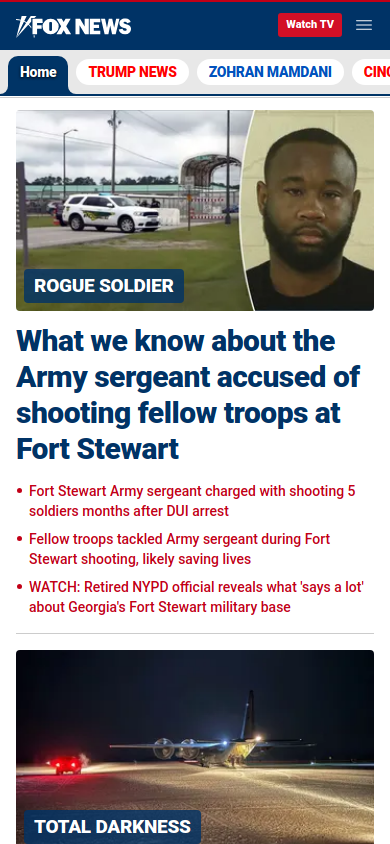 FOX NEWS
Watch TV
Home
TRUMP NEWS
ZOHRAN MAMDANI
ROGUE SOLDIER
What we know about the
Army sergeant accused of
shooting fellow troops at
Fort Stewart
• Fort Stewart Army sergeant charged with shooting 5
soldiers months after DUI arrest
• Fellow troops tackled Army sergeant during Fort
Stewart shooting, likely saving lives
• WATCH: Retired NYPD official reveals what 'says a lot'
about Georgia's Fort Stewart military base
TOTAL DARKNESS